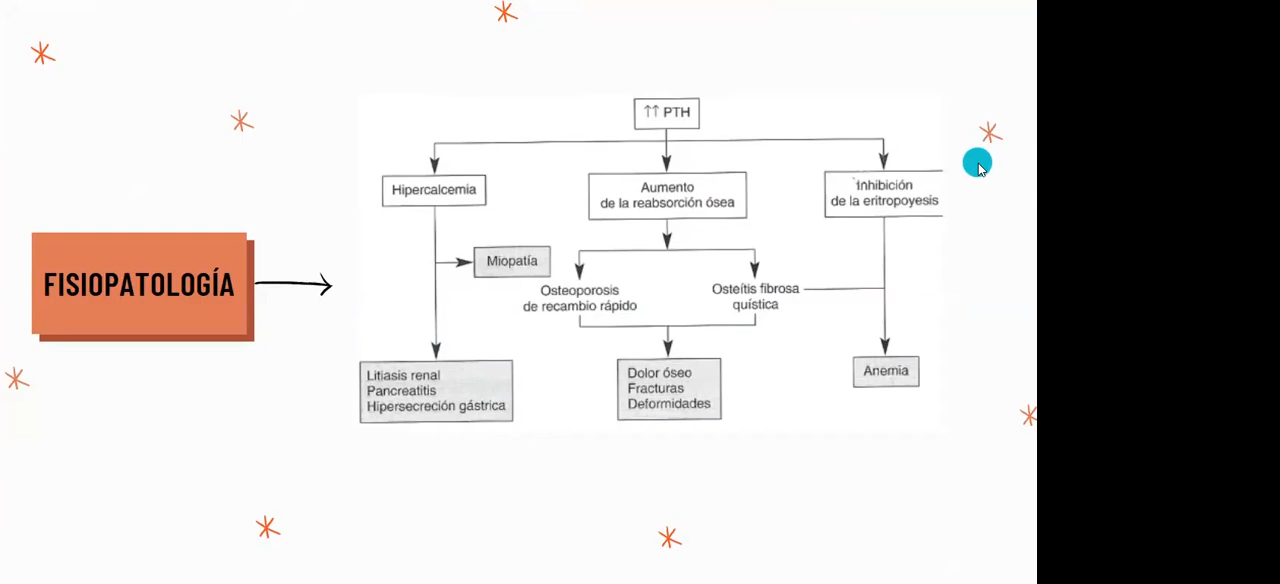 FISIOPATOLOGÍA
↑↑ PTH
Hipercalcemia
Aumento
de la reabsorción ósea
Inhibición
de la eritropoyesis
Miopatía
Osteoporosis
de recambio rápido
Osteítis fibrosa
quística
Litiasis renal
Pancreatitis
Hipersecreción gástrica
Dolor óseo
Fracturas
Deformidades
Anemia